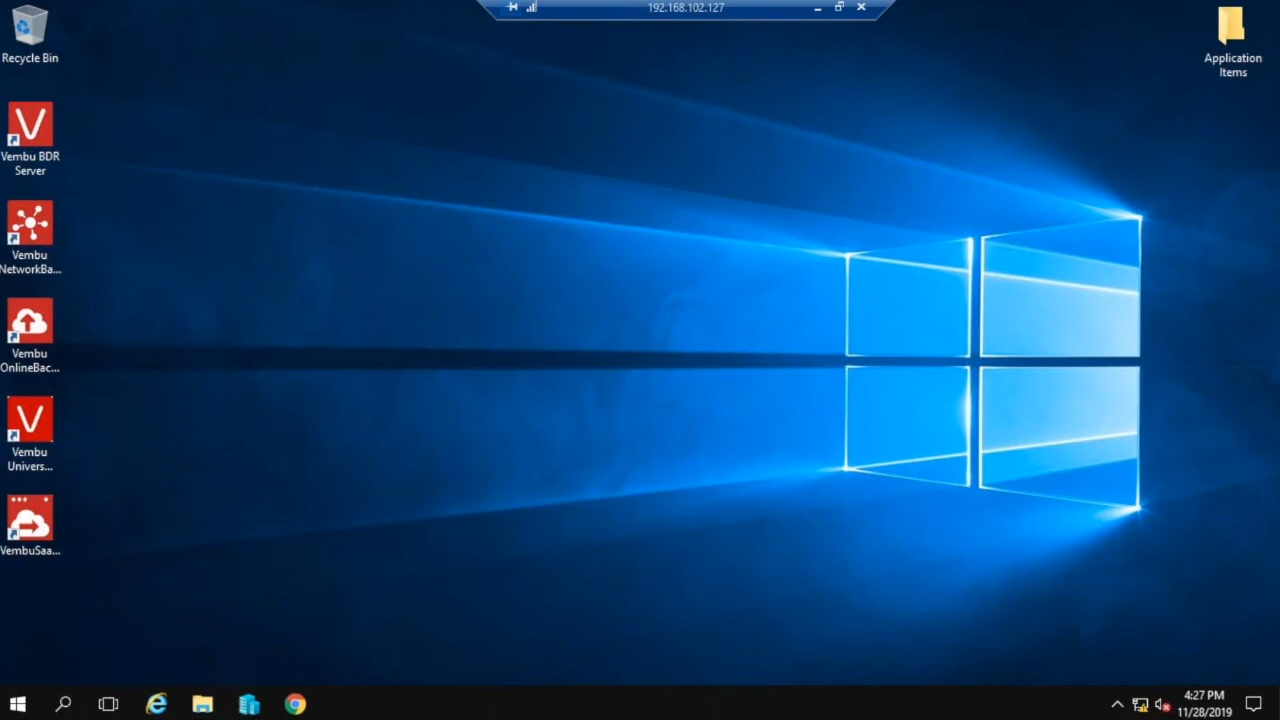 192.168.102.127
Recycle Bin
Application
Items
Vembu BDR
Server
Vembu
NetworkBa...
Vembu
OnlineBac...
Vembu
Univers...
VembuSaa...
4:27 PM
11/28/2019